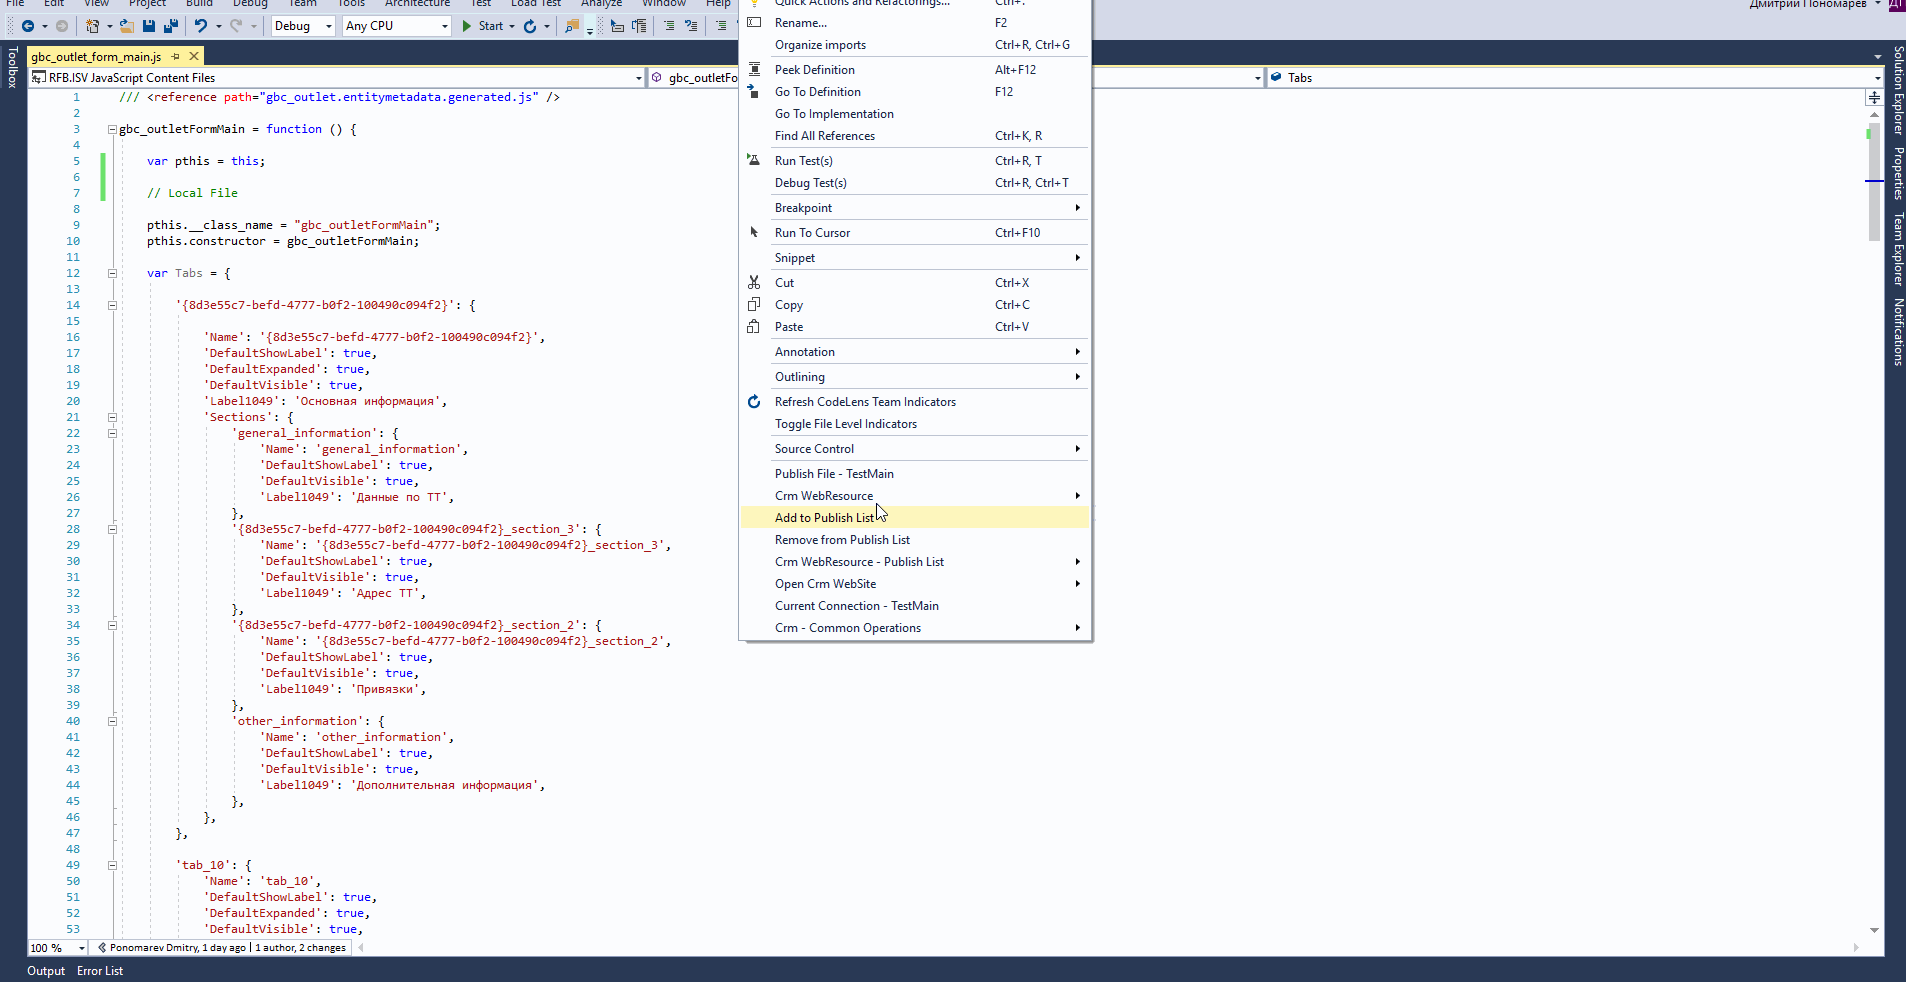 File Edit View Project Build Debug Team Tools Architecture Test Load Test Analyze Window Help
Дмитрий Пономарев ДП
Debug Any CPU Start
Toolbox
gbc_outlet_form_main.js
RFB.ISV JavaScript Content Files
gbc_outletFo
Tabs
1 /// <reference path="gbc_outlet.entitymetadata.generated.js" />
2
3 gbc_outletFormMain = function () {
4
5 var pthis = this;
6
7 // Local File
8
9 pthis.__class_name = "gbc_outletFormMain";
10 pthis.constructor = gbc_outletFormMain;
11
12 var Tabs = {
13
14 '{8d3e55c7-befd-4777-b0f2-100490c094f2}': {
15
16 'Name': '{8d3e55c7-befd-4777-b0f2-100490c094f2}',
17 'DefaultShowLabel': true,
18 'DefaultExpanded': true,
19 'DefaultVisible': true,
20 'Label1049': 'Основная информация',
21 'Sections': {
22 'general_information': {
23 'Name': 'general_information',
24 'DefaultShowLabel': true,
25 'DefaultVisible': true,
26 'Label1049': 'Данные по ТТ',
27 },
28 '{8d3e55c7-befd-4777-b0f2-100490c094f2}_section_3': {
29 'Name': '{8d3e55c7-befd-4777-b0f2-100490c094f2}_section_3',
30 'DefaultShowLabel': true,
31 'DefaultVisible': true,
32 'Label1049': 'Адрес ТТ',
33 },
34 '{8d3e55c7-befd-4777-b0f2-100490c094f2}_section_2': {
35 'Name': '{8d3e55c7-befd-4777-b0f2-100490c094f2}_section_2',
36 'DefaultShowLabel': true,
37 'DefaultVisible': true,
38 'Label1049': 'Привязки',
39 },
40 'other_information': {
41 'Name': 'other_information',
42 'DefaultShowLabel': true,
43 'DefaultVisible': true,
44 'Label1049': 'Дополнительная информация',
45 },
46 },
47 },
48
49 'tab_10': {
50 'Name': 'tab_10',
51 'DefaultShowLabel': true,
52 'DefaultExpanded': true,
53 'DefaultVisible': true,
Quick Actions and Refactorings... Ctrl+.
Rename... F2
Organize imports Ctrl+R, Ctrl+G
Peek Definition Alt+F12
Go To Definition F12
Go To Implementation
Find All References Ctrl+K, R
Run Test(s) Ctrl+R, T
Debug Test(s) Ctrl+R, Ctrl+T
Breakpoint
Run To Cursor Ctrl+F10
Snippet
Cut Ctrl+X
Copy Ctrl+C
Paste Ctrl+V
Annotation
Outlining
Refresh CodeLens Team Indicators
Toggle File Level Indicators
Source Control
Publish File - TestMain
Crm WebResource
Add to Publish List
Remove from Publish List
Crm WebResource - Publish List
Open Crm WebSite
Current Connection - TestMain
Crm - Common Operations
Solution Explorer
Properties
Team Explorer
Notifications
100 % Ponomarev Dmitry, 1 day ago | 1 author, 2 changes
Output Error List